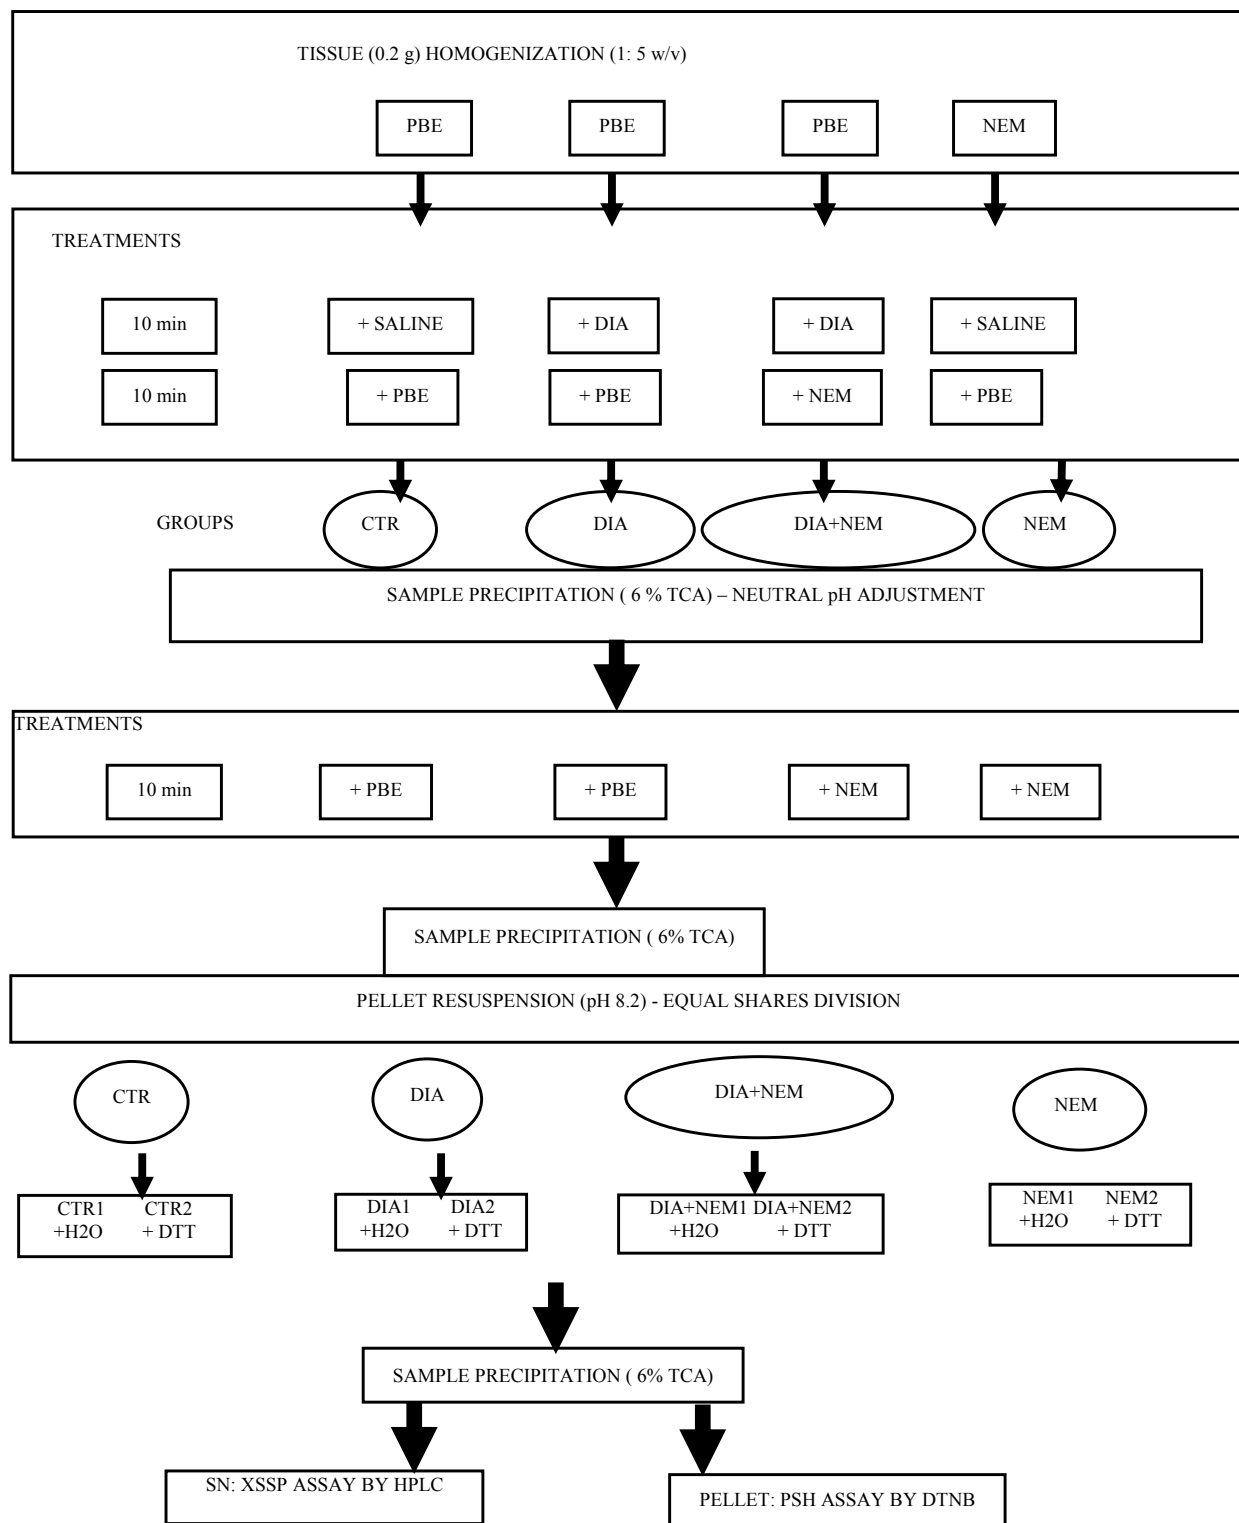 TISSUE (0.2 g) HOMOGENIZATION (1: 5 w/v)
PBE PBE PBE NEM
TREATMENTS
10 min + SALINE + DIA + DIA + SALINE
10 min + PBE + PBE + NEM + PBE
GROUPS CTR DIA DIA+NEM NEM
SAMPLE PRECIPITATION ( 6 % TCA) – NEUTRAL pH ADJUSTMENT
TREATMENTS
10 min + PBE + PBE + NEM + NEM
SAMPLE PRECIPITATION ( 6% TCA)
PELLET RESUSPENSION (pH 8.2) - EQUAL SHARES DIVISION
CTR DIA DIA+NEM NEM
CTR1 CTR2 DIA1 DIA2 DIA+NEM1 DIA+NEM2 NEM1 NEM2
+H2O + DTT +H2O + DTT +H2O + DTT +H2O + DTT
SAMPLE PRECIPITATION ( 6% TCA)
SN: XSSP ASSAY BY HPLC
PELLET: PSH ASSAY BY DTNB